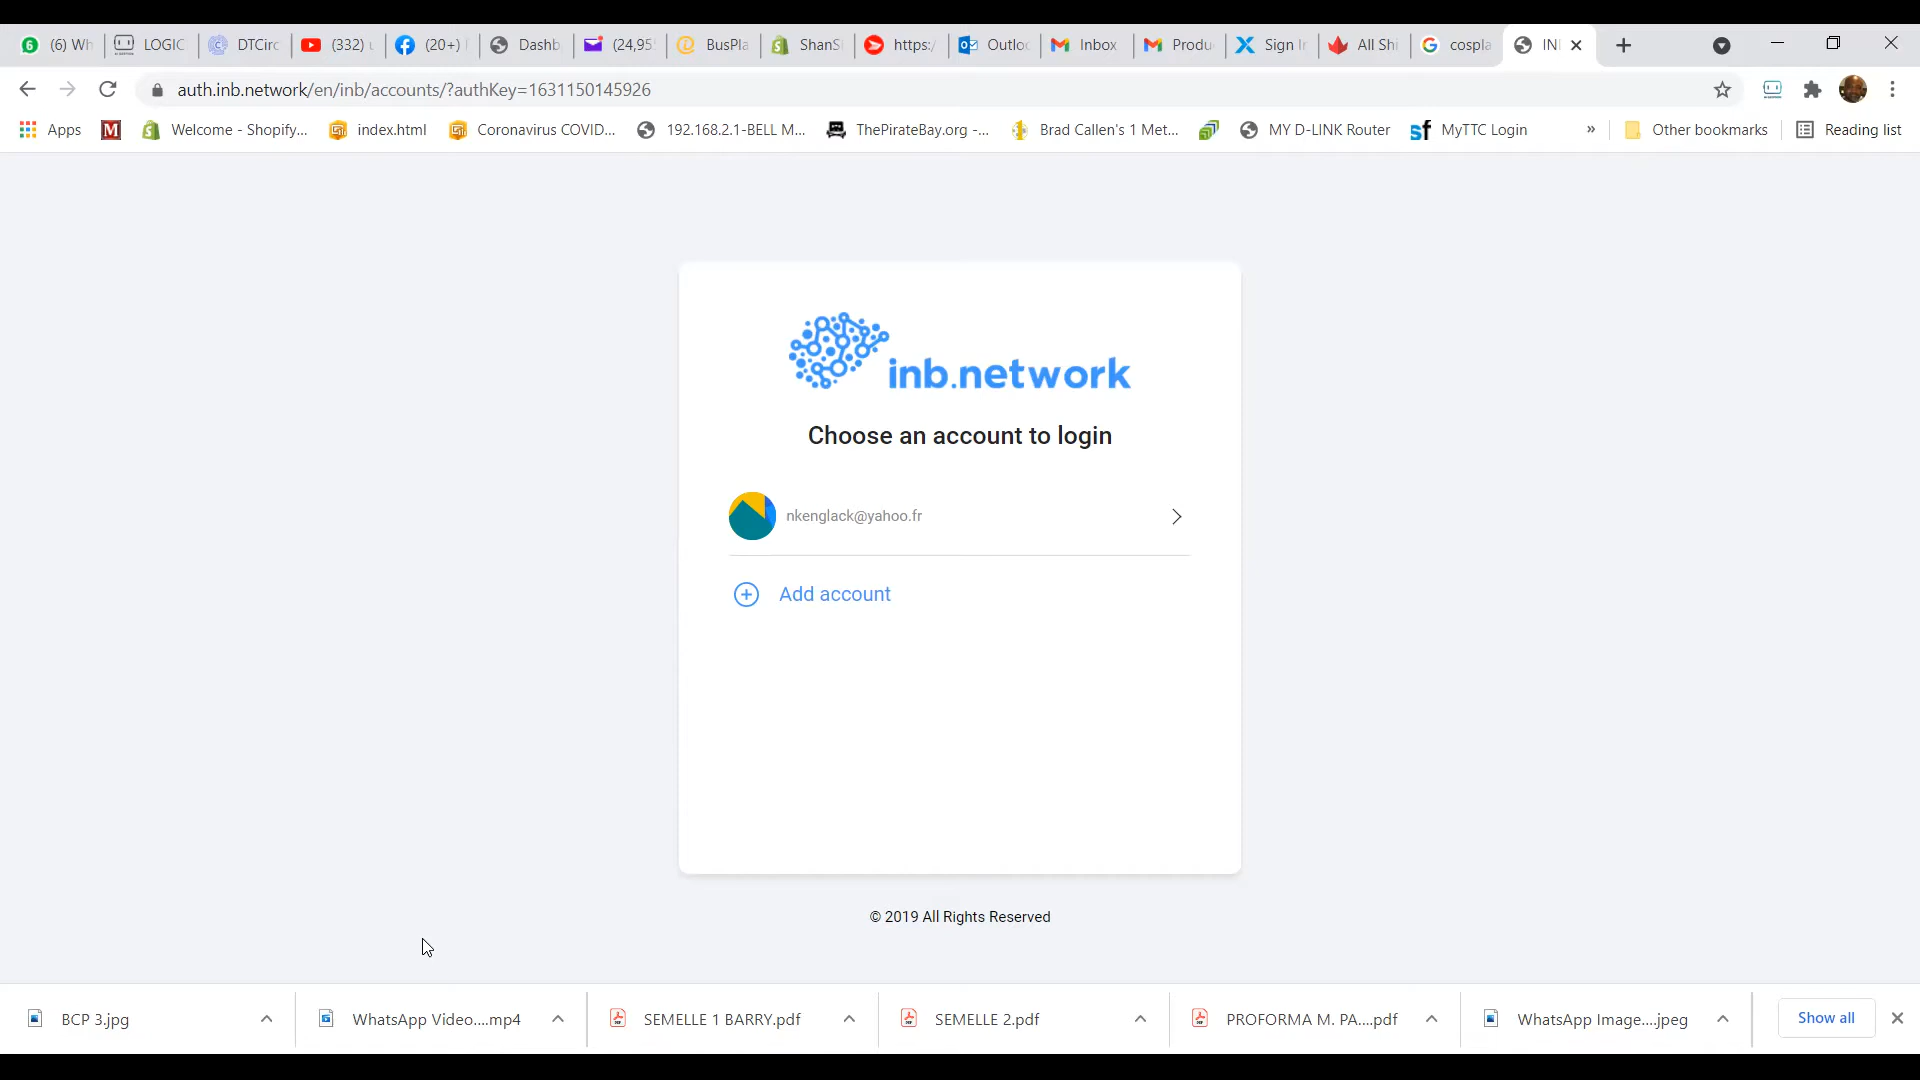 (6) Wh
LOGIC
DTCirc
(332)
(20+)
Dashb
(24,95
BusPla
ShanS
https:/
Outloo
Inbox
Produ
Sign In
All Shi
cospla
IN
auth.inb.network/en/inb/accounts/?authKey=1631150145926
Apps
M
Welcome - Shopify...
index.html
Coronavirus COVID...
192.168.2.1-BELL M...
ThePirateBay.org -...
Brad Callen's 1 Met...
MY D-LINK Router
sf
MyTTC Login
»
Other bookmarks
Reading list
inb.network
Choose an account to login
nkenglack@yahoo.fr
Add account
© 2019 All Rights Reserved
BCP 3.jpg
WhatsApp Video....mp4
SEMELLE 1 BARRY.pdf
SEMELLE 2.pdf
PROFORMA M. PA....pdf
WhatsApp Image....jpeg
Show all